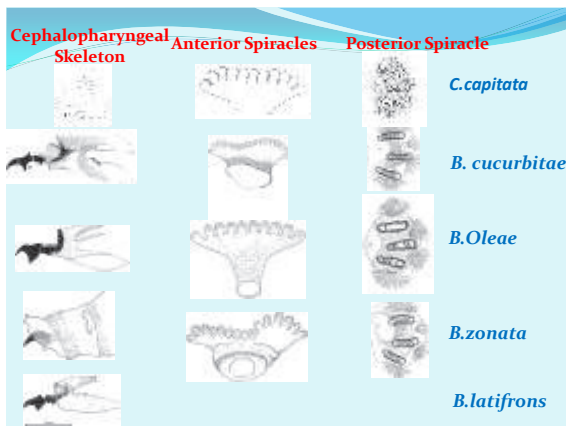 Cephalopharyngeal
Skeleton
Anterior Spiracles
Posterior Spiracle
C.capitata
B. cucurbitae
B.Oleae
B.zonata
B.latifrons